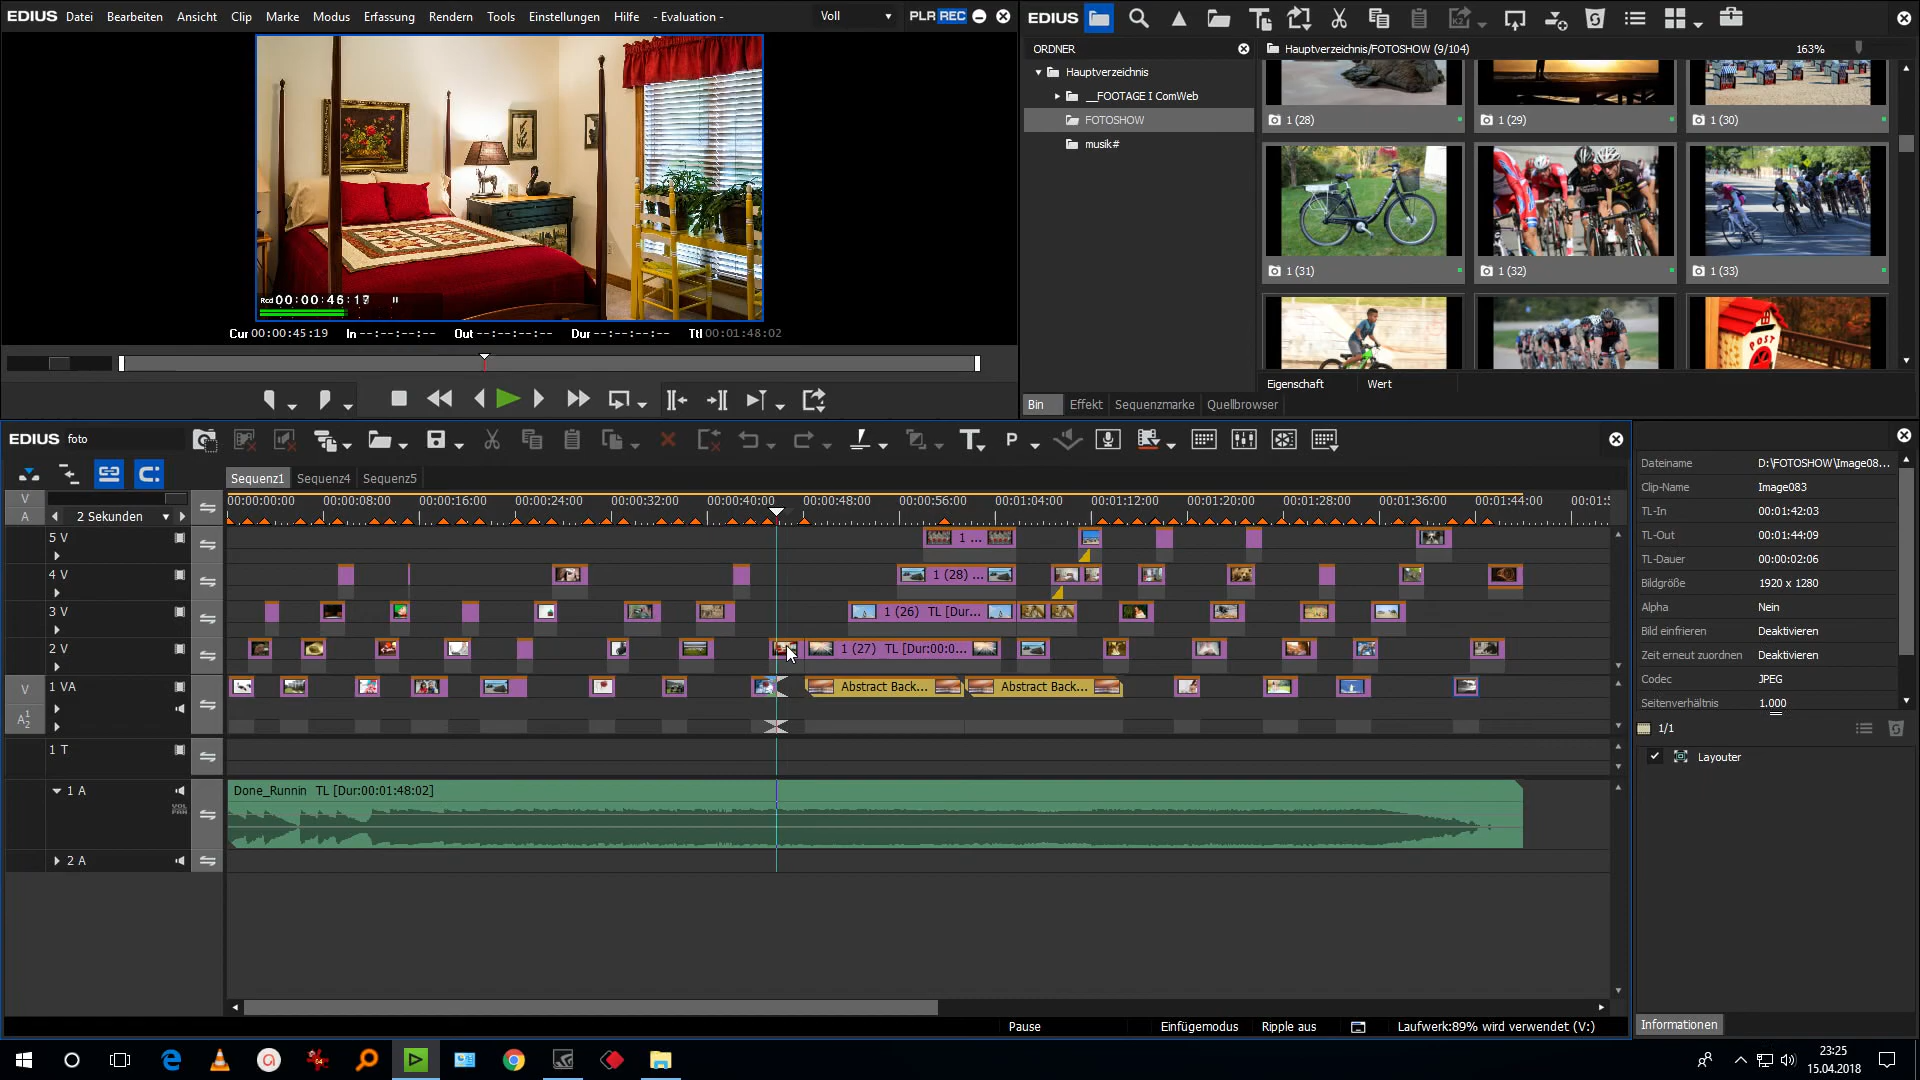 EDIUS Datei Bearbeiten Ansicht Clip Marke Modus Erfassung Rendern Tools Einstellungen Hilfe - Evaluation - Voll PLR REC
Rcd 00:00:46:17
Cur 00:00:45:19 In --:--:--:-- Out --:--:--:-- Dur --:--:--:-- Ttl 00:01:48:02
EDIUS
ORDNER
Hauptverzeichnis
__FOOTAGE I ComWeb
FOTOSHOW
musik#
Hauptverzeichnis/FOTOSHOW (9/104) 163%
1 (28) 1 (29) 1 (30)
1 (31) 1 (32) 1 (33)
POST
Eigenschaft Wert
Bin Effekt Sequenzmarke Quellbrowser
EDIUS foto
Sequenz1 Sequenz4 Sequenz5
00:00:00:00 00:00:08:00 00:00:16:00 00:00:24:00 00:00:32:00 00:00:40:00 00:00:48:00 00:00:56:00 00:01:04:00 00:01:12:00 00:01:20:00 00:01:28:00 00:01:36:00 00:01:44:00 00:01:5
V
A 2 Sekunden
5 V 1 ...
4 V 1 (28) ...
3 V 1 (26) TL [Dur...
2 V 1 (27) TL [Dur:00:0...
V 1 VA Abstract Back... Abstract Back...
A12
1 T
1 A Done_Runnin TL [Dur:00:01:48:02]
VOL
PAN
2 A
Pause Einfügemodus Ripple aus Laufwerk:89% wird verwendet (V:)
Dateiname D:\FOTOSHOW\Image08...
Clip-Name Image083
TL-In 00:01:42:03
TL-Out 00:01:44:09
TL-Dauer 00:00:02:06
Bildgröße 1920 x 1280
Alpha Nein
Bild einfrieren Deaktivieren
Zeit erneut zuordnen Deaktivieren
Codec JPEG
Seitenverhältnis 1.000
1/1
Layouter
Informationen
23:25
15.04.2018